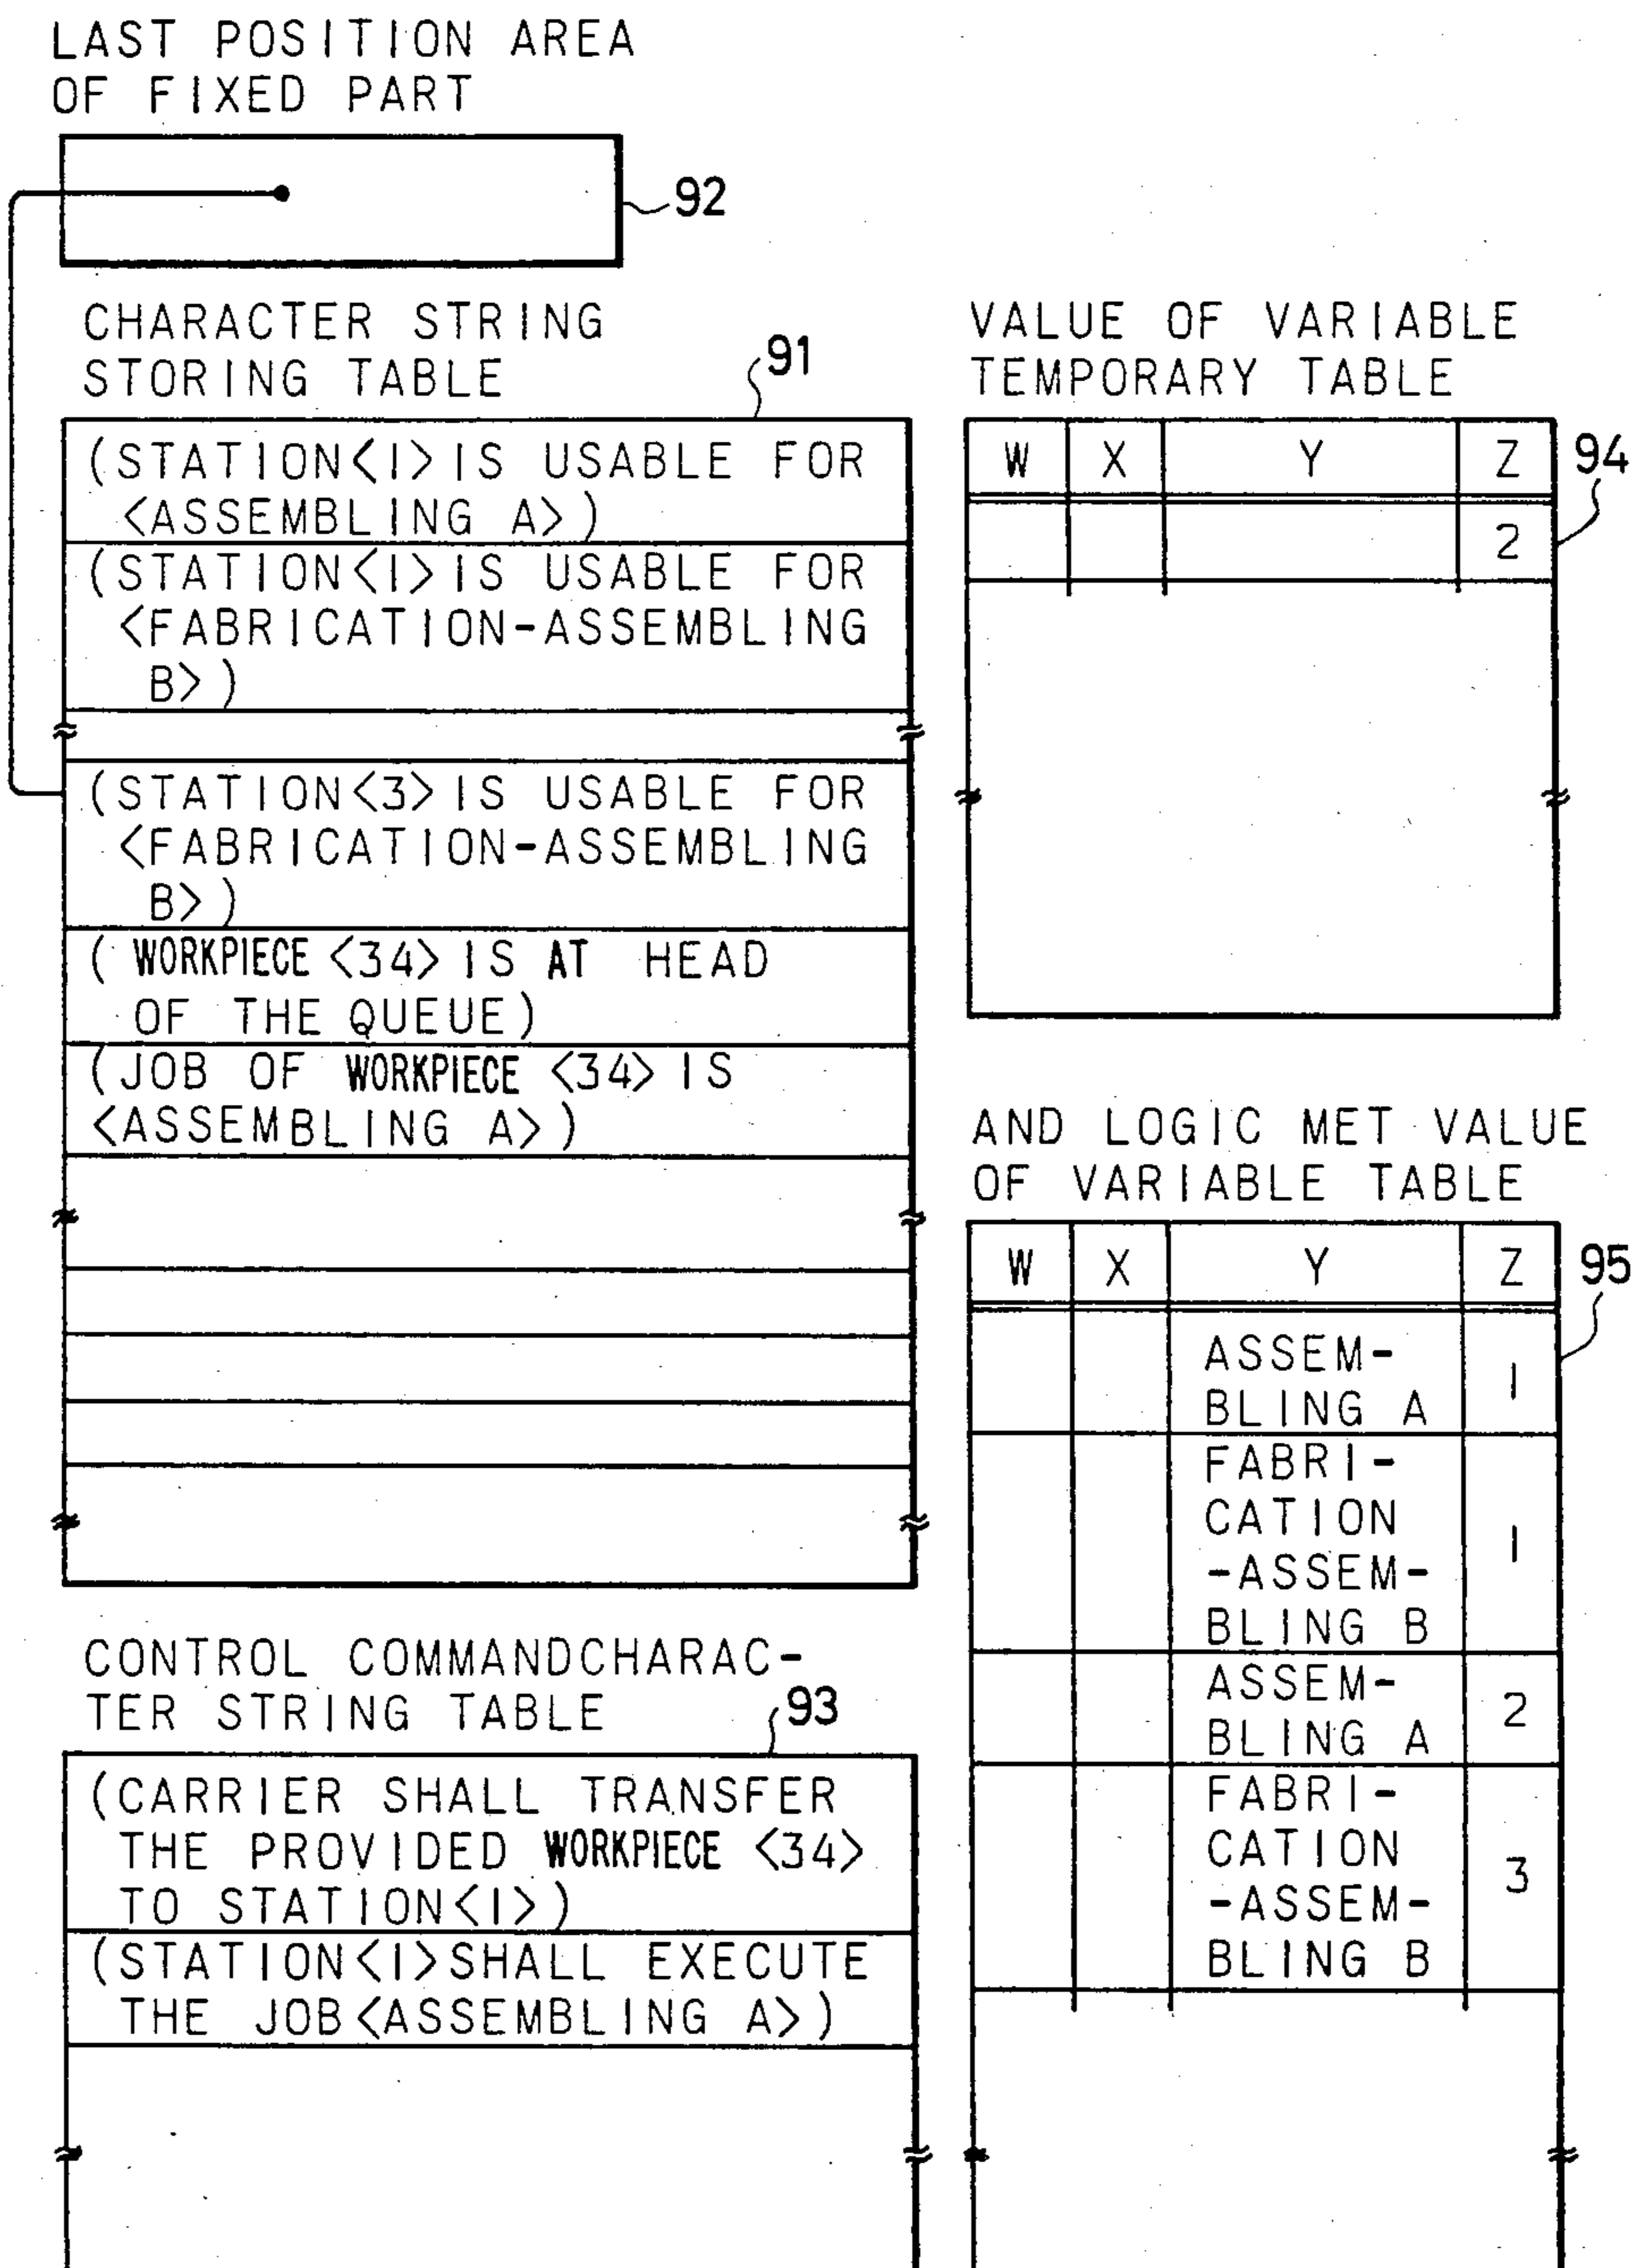 LAST POSITION AREA
OF FIXED PART
92
CHARACTER STRING
STORING TABLE
91
(STATION<1>IS USABLE FOR
<ASSEMBLING A>)
(STATION<1>IS USABLE FOR
<FABRICATION-ASSEMBLING
B>)
(STATION<3>IS USABLE FOR
<FABRICATION-ASSEMBLING
B>)
(WORKPIECE <34> IS AT HEAD
OF THE QUEUE)
(JOB OF WORKPIECE <34> IS
<ASSEMBLING A>)
CONTROL COMMANDCHARAC-
TER STRING TABLE
93
(CARRIER SHALL TRANSFER
THE PROVIDED WORKPIECE <34>
TO STATION<1>)
(STATION<1>SHALL EXECUTE
THE JOB<ASSEMBLING A>)
VALUE OF VARIABLE
TEMPORARY TABLE
W X Y Z
94
2
AND LOGIC MET VALUE
OF VARIABLE TABLE
W X Y Z
95
ASSEM-
BLING A
1
FABRI-
CATION
-ASSEM-
BLING B
1
ASSEM-
BLING A
2
FABRI-
CATION
-ASSEM-
BLING B
3